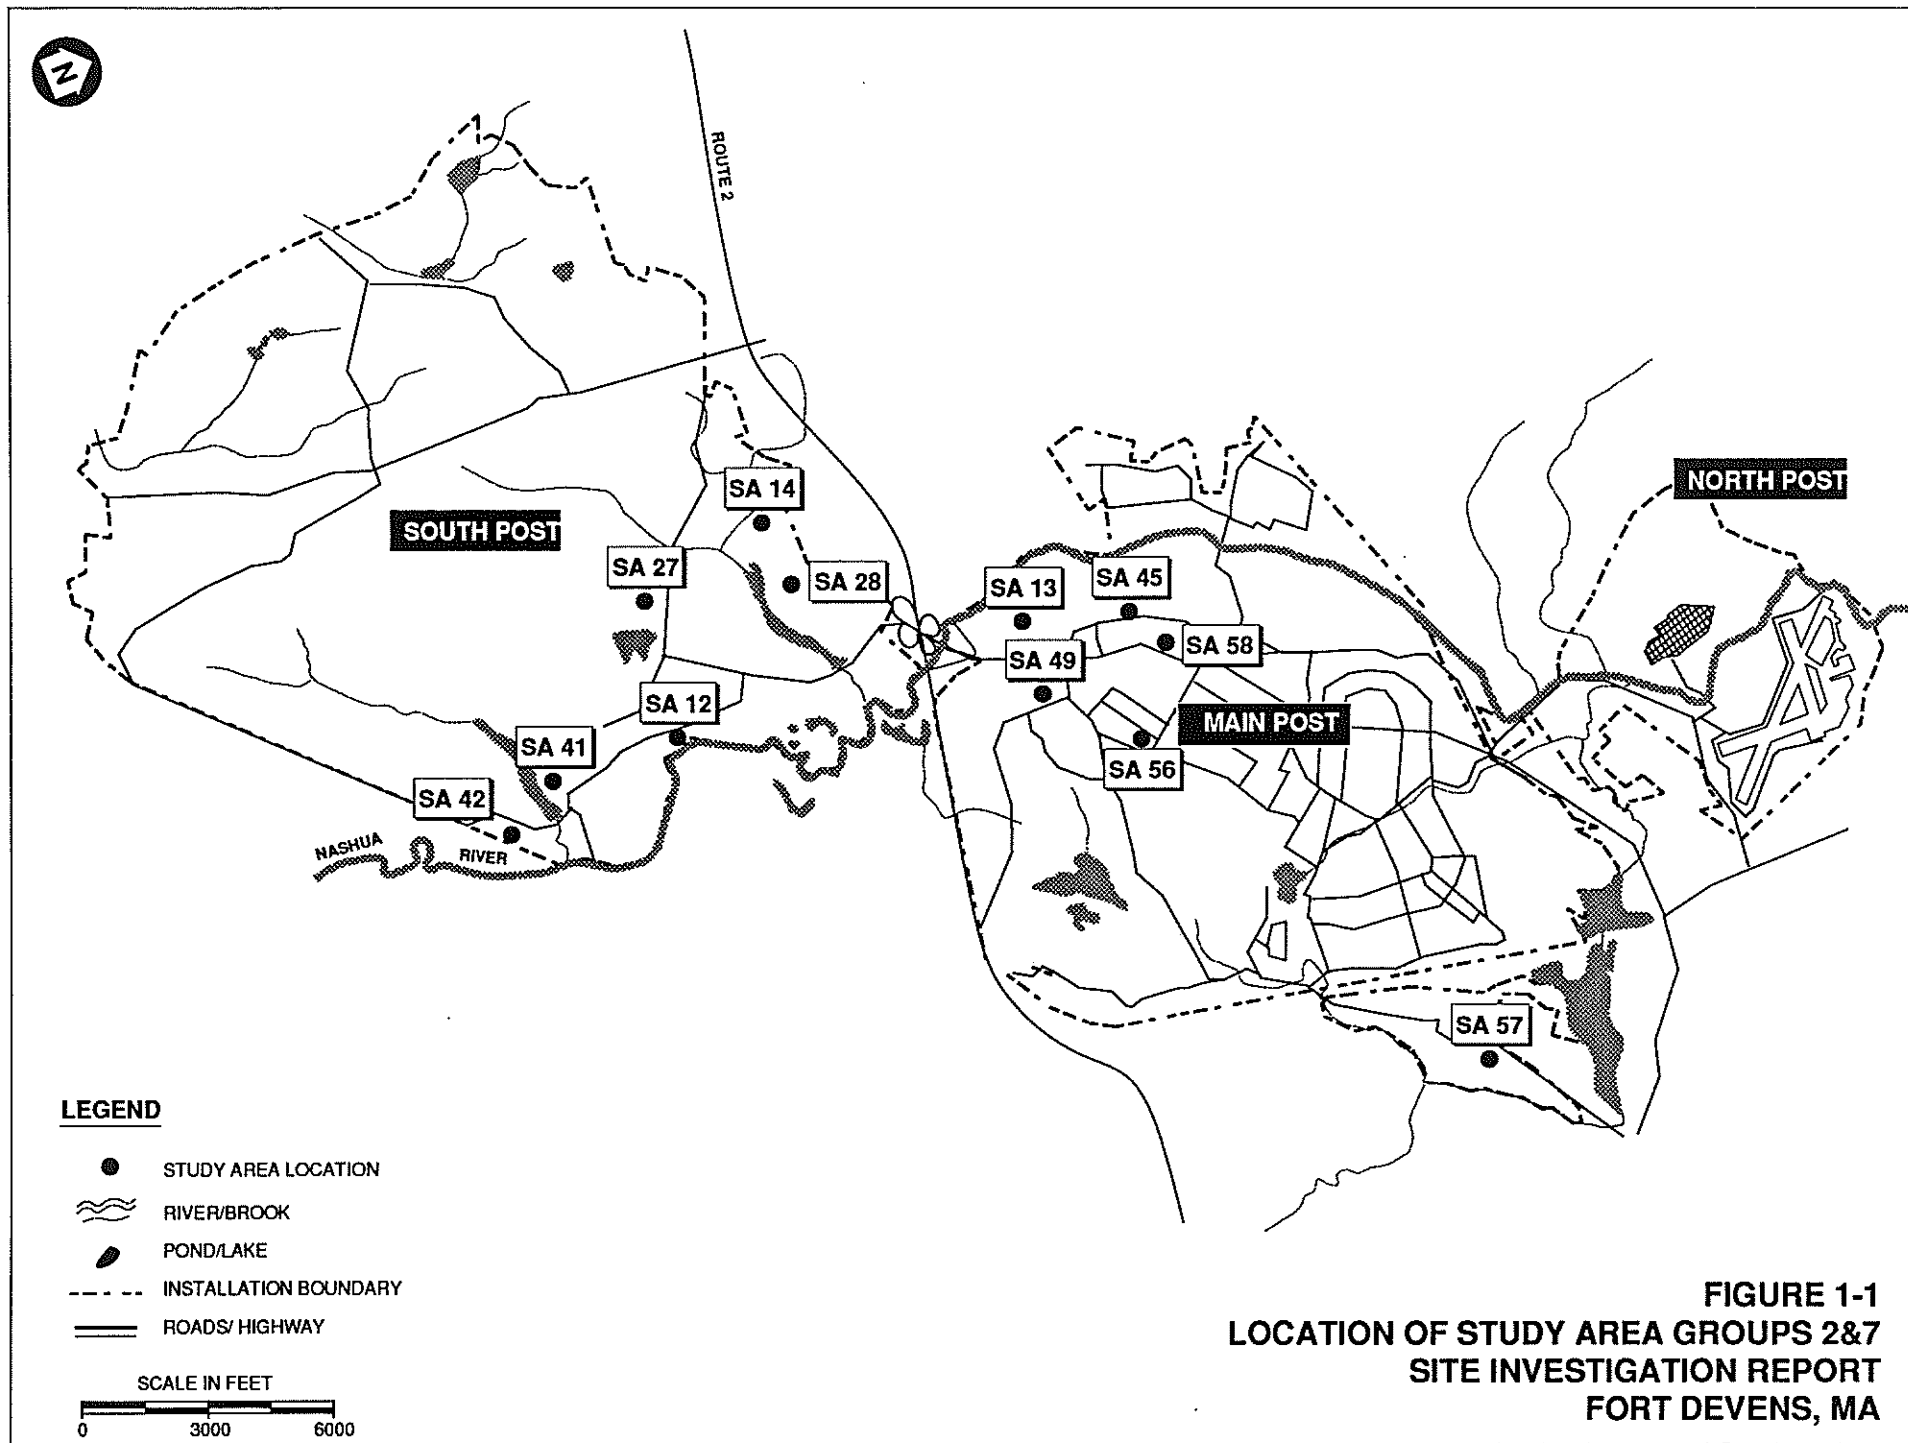 N
ROUTE 2
NORTH POST
SA 14
SOUTH POST
SA 27
SA 28
SA 13
SA 45
SA 49
SA 58
SA 12
MAIN POST
SA 41
SA 56
SA 42
NASHUA RIVER
SA 57
LEGEND
STUDY AREA LOCATION
RIVER/BROOK
POND/LAKE
INSTALLATION BOUNDARY
ROADS/ HIGHWAY
SCALE IN FEET
0 3000 6000
FIGURE 1-1
LOCATION OF STUDY AREA GROUPS 2&7
SITE INVESTIGATION REPORT
FORT DEVENS, MA